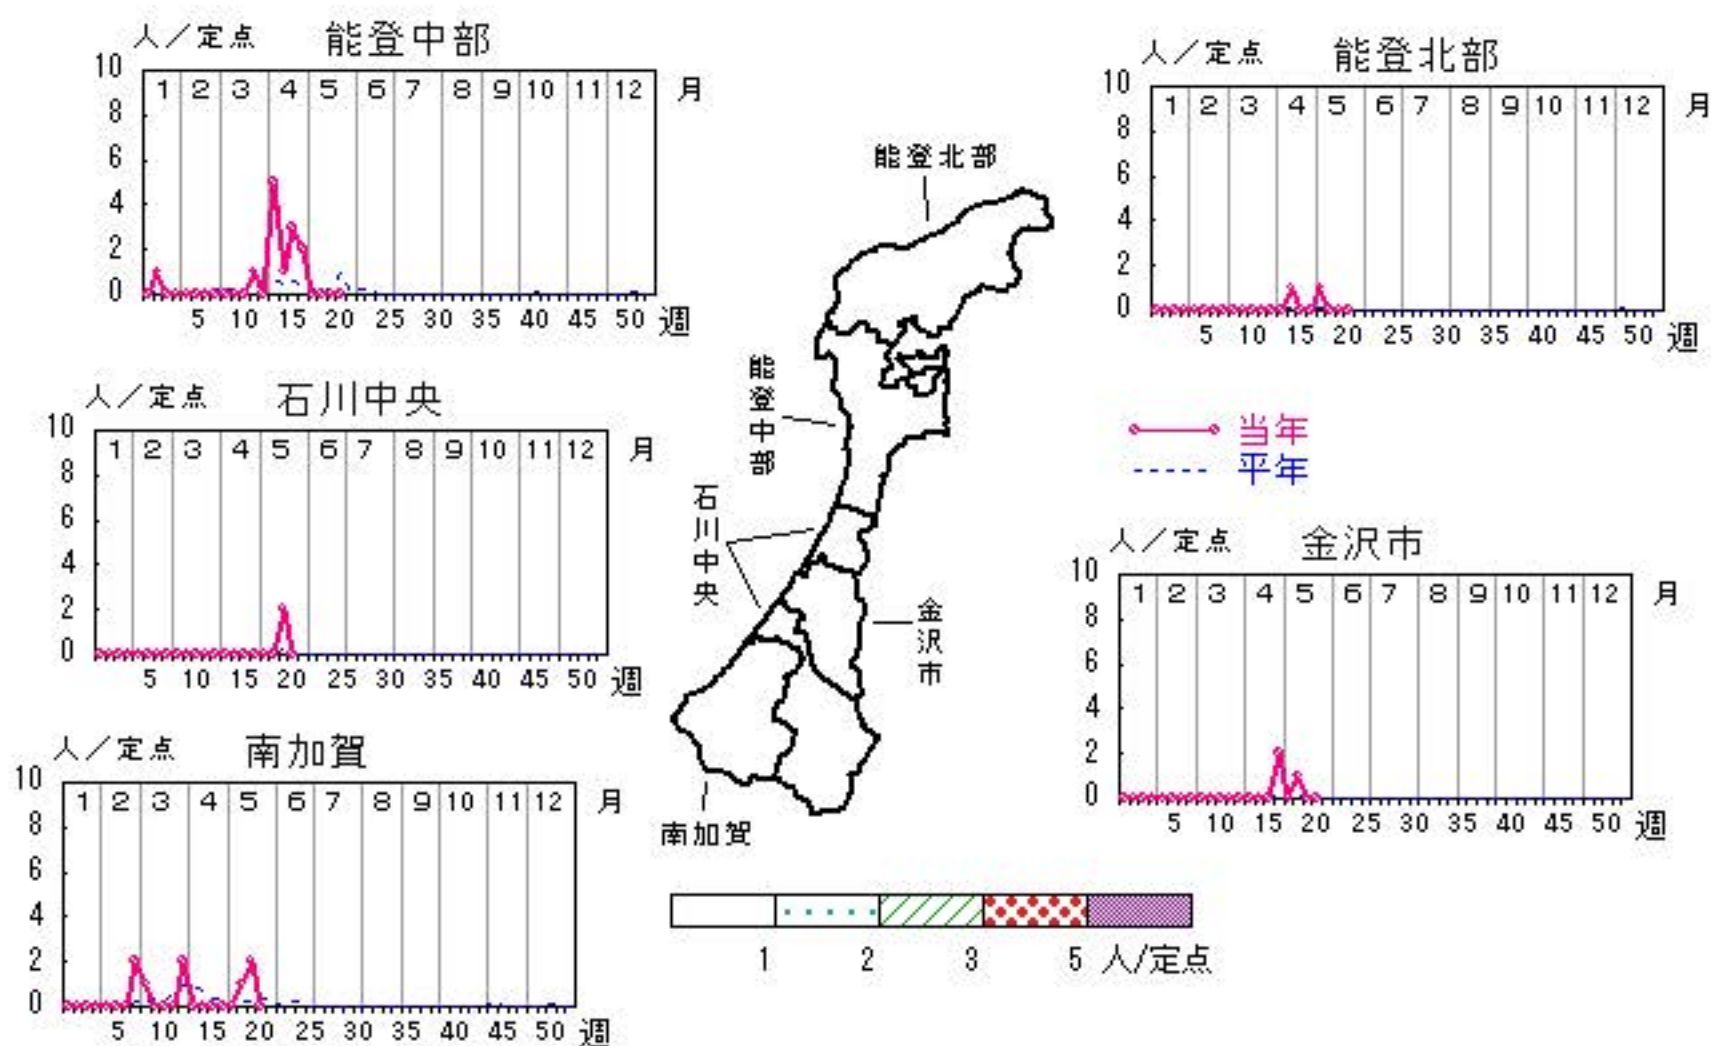 人／定点 能登中部
10 8 6 4 2 0
1 2 3 4 5 6 7 8 9 10 11 12 月
5 10 15 20 25 30 35 40 45 50 週
人／定点 能登北部
10 8 6 4 2 0
1 2 3 4 5 6 7 8 9 10 11 12 月
5 10 15 20 25 30 35 40 45 50 週
人／定点 石川中央
10 8 6 4 2 0
1 2 3 4 5 6 7 8 9 10 11 12 月
5 10 15 20 25 30 35 40 45 50 週
能登北部
能登中部
石川中央
金沢市
南加賀
当年
平年
人／定点 金沢市
10 8 6 4 2 0
1 2 3 4 5 6 7 8 9 10 11 12 月
5 10 15 20 25 30 35 40 45 50 週
人／定点 南加賀
10 8 6 4 2 0
1 2 3 4 5 6 7 8 9 10 11 12 月
5 10 15 20 25 30 35 40 45 50 週
1 2 3 5 人/定点